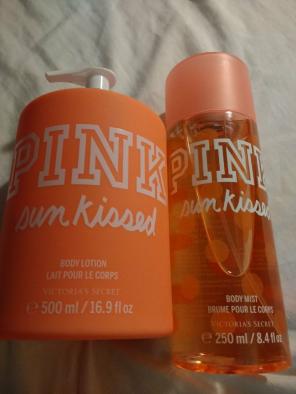 PINK
sun kissed
BODY LOTION
LAIT POUR LE CORPS
VICTORIA'S SECRET
℮ 500 ml / 16.9 fl oz
PINK
sun kissed
BODY MIST
BRUME POUR LE CORPS
VICTORIA'S SECRET
℮ 250 ml / 8.4 fl oz